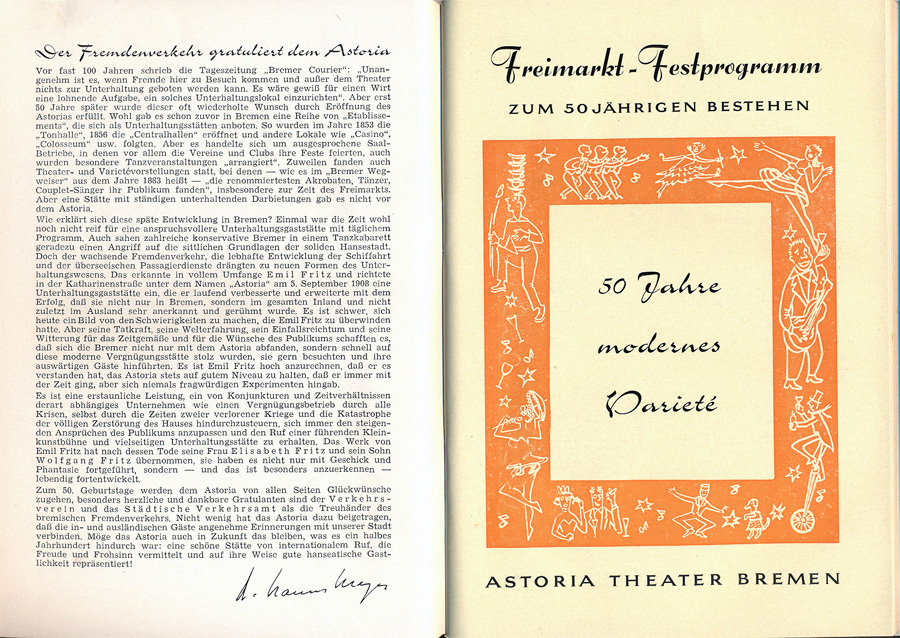 Der Fremdenverkehr gratuliert dem Astoria
Vor fast 100 Jahren schrieb die Tageszeitung „Bremer Courier“: „Unan-
genehm ist es, wenn Fremde hier zu Besuch kommen und außer dem Theater
nichts zur Unterhaltung geboten werden kann. Es wäre gewiß für einen Wirt
eine lohnende Aufgabe, ein solches Unterhaltungslokal einzurichten“. Aber erst
50 Jahre später wurde dieser oft wiederholte Wunsch durch Eröffnung des
Astorias erfüllt. Wohl gab es schon zuvor in Bremen eine Reihe von „Etablisse-
ments“, die sich als Unterhaltungsstätten anboten. So wurden im Jahre 1853 die
„Tonhalle“, 1856 die „Centralhallen“ eröffnet und andere Lokale wie „Casino“,
„Colosseum“ usw. folgten. Aber es handelte sich um ausgesprochene Saal-
Betriebe, in denen vor allem die Vereine und Clubs ihre Feste feierten, auch
wurden besondere Tanzveranstaltungen „arrangiert“. Zuweilen fanden auch
Theater- und Varietévorstellungen statt, bei denen — wie es im „Bremer Weg-
weiser“ aus dem Jahre 1883 heißt — „die renommiertesten Akrobaten, Tänzer,
Couplet-Sänger ihr Publikum fanden“, insbesondere zur Zeit des Freimarkts.
Aber eine Stätte mit ständigen unterhaltenden Darbietungen gab es nicht vor
dem Astoria.
Wie erklärt sich diese späte Entwicklung in Bremen? Einmal war die Zeit wohl
noch nicht reif für eine anspruchsvollere Unterhaltungsgaststätte mit täglichem
Programm. Auch sahen zahlreiche konservative Bremer in einem Tanzkabarett
geradezu einen Angriff auf die sittlichen Grundlagen der soliden Hansestadt.
Doch der wachsende Fremdenverkehr, die lebhafte Entwicklung der Schiffahrt
und der überseeischen Passagierdienste drängten zu neuen Formen des Unter-
haltungswesens. Das erkannte in vollem Umfange Emil Fritz und richtete
in der Katharinenstraße unter dem Namen „Astoria“ am 5. September 1908 eine
Unterhaltungsgaststätte ein, die er laufend verbesserte und erweiterte mit dem
Erfolg, daß sie nicht nur in Bremen, sondern im gesamten Inland und nicht
zuletzt im Ausland sehr anerkannt und gerühmt wurde. Es ist schwer, sich
heute ein Bild von den Schwierigkeiten zu machen, die Emil Fritz zu überwinden
hatte. Aber seine Tatkraft, seine Welterfahrung, sein Einfallsreichtum und seine
Witterung für das Zeitgemäße und für die Wünsche des Publikums schafften es,
daß sich die Bremer nicht nur mit dem Astoria abfanden, sondern schnell auf
diese moderne Vergnügungsstätte stolz wurden, sie gern besuchten und ihre
auswärtigen Gäste hinführten. Es ist Emil Fritz hoch anzurechnen, daß er es
verstanden hat, das Astoria stets auf gutem Niveau zu halten, daß er immer mit
der Zeit ging, aber sich niemals fragwürdigen Experimenten hingab.
Es ist eine erstaunliche Leistung, ein von Konjunkturen und Zeitverhältnissen
derart abhängiges Unternehmen wie einen Vergnügungsbetrieb durch alle
Krisen, selbst durch die Zeiten zweier verlorener Kriege und die Katastrophe
der völligen Zerstörung des Hauses hindurchzusteuern, sich immer den steigen-
den Ansprüchen des Publikums anzupassen und den Ruf einer führenden Klein-
kunstbühne und vielseitigen Unterhaltungsstätte zu erhalten. Das Werk von
Emil Fritz hat nach dessen Tode seine Frau Elisabeth Fritz und sein Sohn
Wolfgang Fritz übernommen, sie haben es nicht nur mit Geschick und
Phantasie fortgeführt, sondern — und das ist besonders anzuerkennen —
lebendig fortentwickelt.
Zum 50. Geburtstage werden dem Astoria von allen Seiten Glückwünsche
zugehen, besonders herzliche und dankbare Gratulanten sind der Verkehrs-
verein und das Städtische Verkehrsamt als die Treuhänder des
bremischen Fremdenverkehrs. Nicht wenig hat das Astoria dazu beigetragen,
daß die in- und ausländischen Gäste angenehme Erinnerungen mit unserer Stadt
verbinden. Möge das Astoria auch in Zukunft das bleiben, was es ein halbes
Jahrhundert hindurch war: eine schöne Stätte von internationalem Ruf, die
Freude und Frohsinn vermittelt und auf ihre Weise gute hanseatische Gast-
lichkeit repräsentiert!
Freimarkt-Festprogramm
ZUM 50 JÄHRIGEN BESTEHEN
50 Jahre
modernes
Varieté
ASTORIA THEATER BREMEN